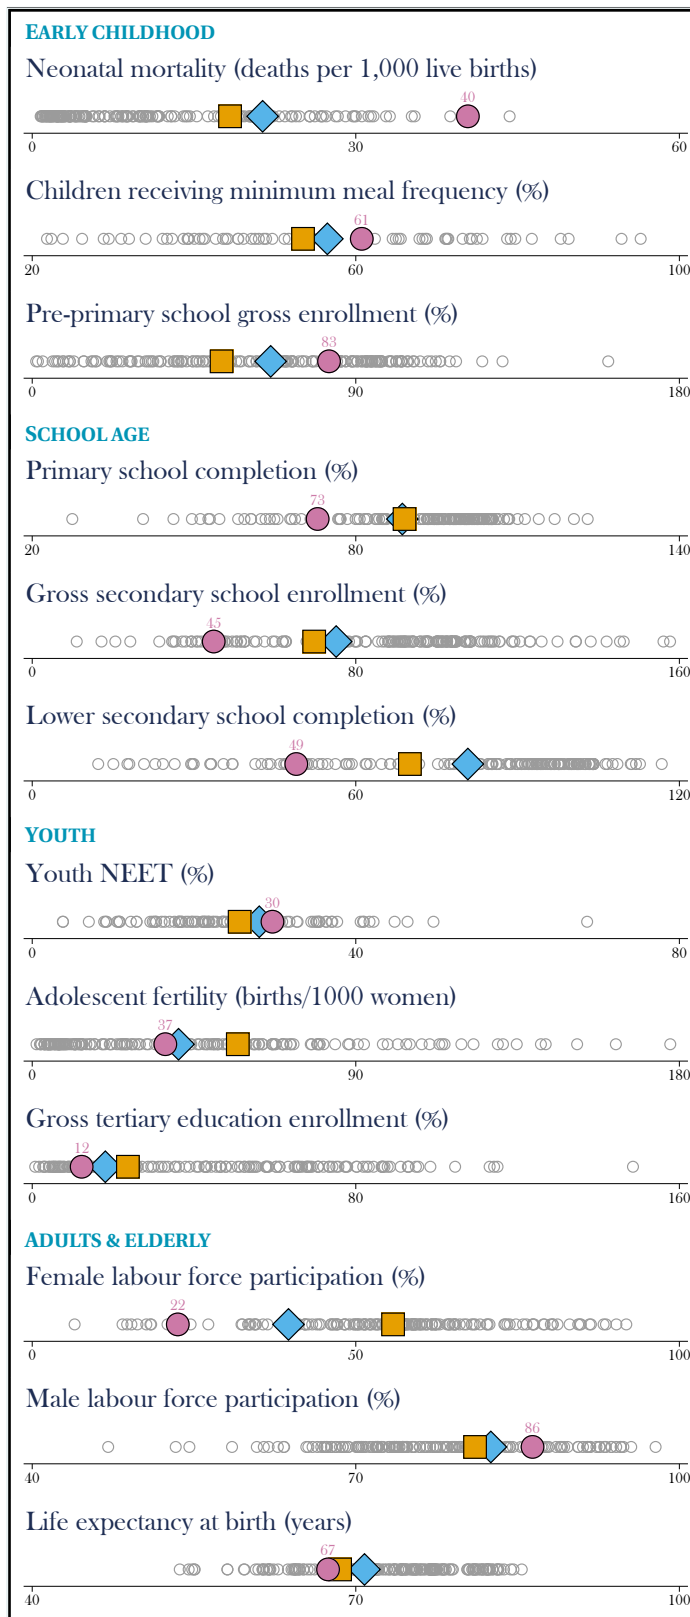 EARLY CHILDHOOD
Neonatal mortality (deaths per 1,000 live births)
40
0 30 60
Children receiving minimum meal frequency (%)
61
20 60 100
Pre-primary school gross enrollment (%)
83
0 90 180
SCHOOL AGE
Primary school completion (%)
73
20 80 140
Gross secondary school enrollment (%)
45
0 80 160
Lower secondary school completion (%)
49
0 60 120
YOUTH
Youth NEET (%)
30
0 40 80
Adolescent fertility (births/1000 women)
37
0 90 180
Gross tertiary education enrollment (%)
12
0 80 160
ADULTS & ELDERLY
Female labour force participation (%)
22
0 50 100
Male labour force participation (%)
86
40 70 100
Life expectancy at birth (years)
67
40 70 100